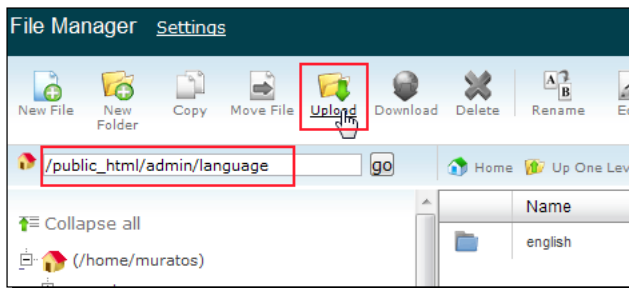 File Manager Settings
New File New Folder Copy Move File Upload Download Delete Rename
/public_html/admin/language go Home Up One
Collapse all Name
(/home/muratos) english